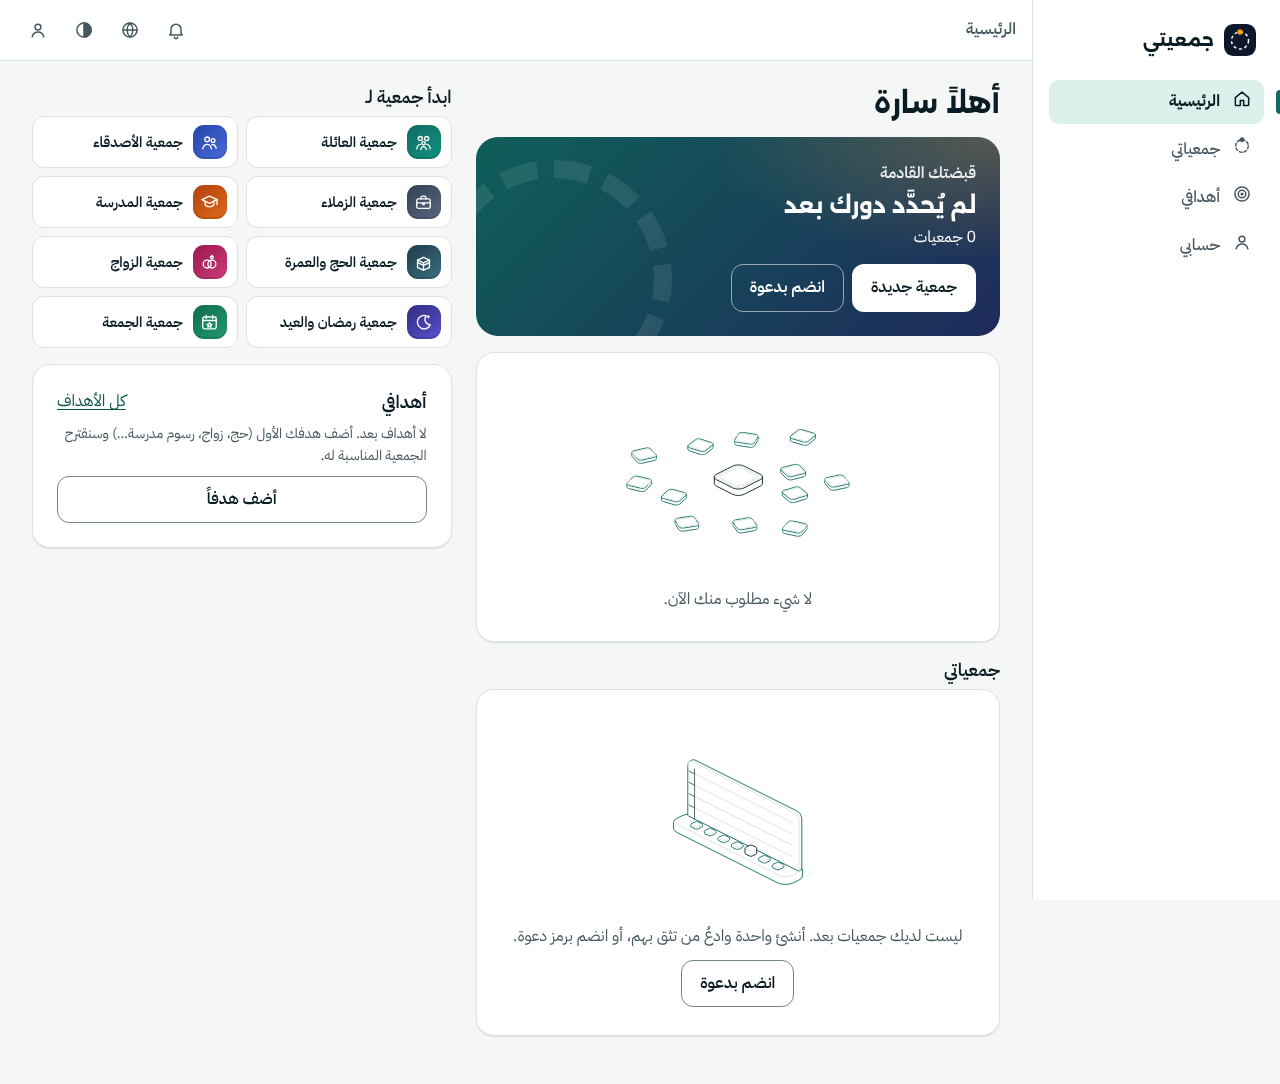 جمعيتي
الرئيسية
جمعياتي
أهدافي
حسابي
الرئيسية
أهلاً سارة
قبضتك القادمة
لم يُحدَّد دورك بعد
0 جمعيات
جمعية جديدة
انضم بدعوة
لا شيء مطلوب منك الآن.
جمعياتي
ليست لديك جمعيات بعد. أنشئ واحدة وادعُ من تثق بهم، أو انضم برمز دعوة.
انضم بدعوة
ابدأ جمعية لـ
جمعية العائلة
جمعية الأصدقاء
جمعية الزملاء
جمعية المدرسة
جمعية الحج والعمرة
جمعية الزواج
جمعية رمضان والعيد
جمعية الجمعة
أهدافي
كل الأهداف
لا أهداف بعد. أضف هدفك الأول (حج، زواج، رسوم مدرسة…) وسنقترح
الجمعية المناسبة له.
أضف هدفاً